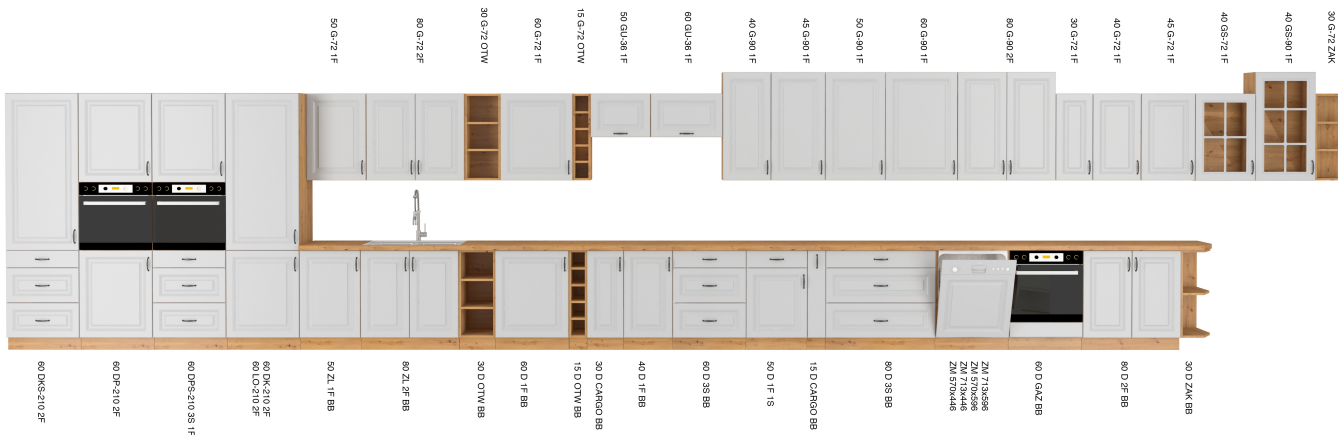 50 G-72 1F
80 G-72 2F
30 G-72 OTW
60 G-72 1F
15 G-72 OTW
50 GU-36 1F
60 GU-36 1F
40 G-90 1F
45 G-90 1F
50 G-90 1F
60 G-90 1F
80 G-90 2F
30 G-72 1F
40 G-72 1F
45 G-72 1F
40 GS-72 1F
40 GS-90 1F
30 G-72 ZAK
60 DKS-210 2F
60 DP-210 2F
60 DPS-210 3S 1F
60 DK-210 2F
60 LO-210 2F
50 ZL 1F BB
80 ZL 2F BB
30 D OTW BB
60 D 1F BB
15 D OTW BB
30 D CARGO BB
40 D 1F BB
60 D 3S BB
50 D 1F 1S
15 D CARGO BB
80 D 3S BB
ZM 713x596
ZM 570x596
ZM 713x446
ZM 570x446
60 D GAZ BB
80 D 2F BB
30 D ZAK BB